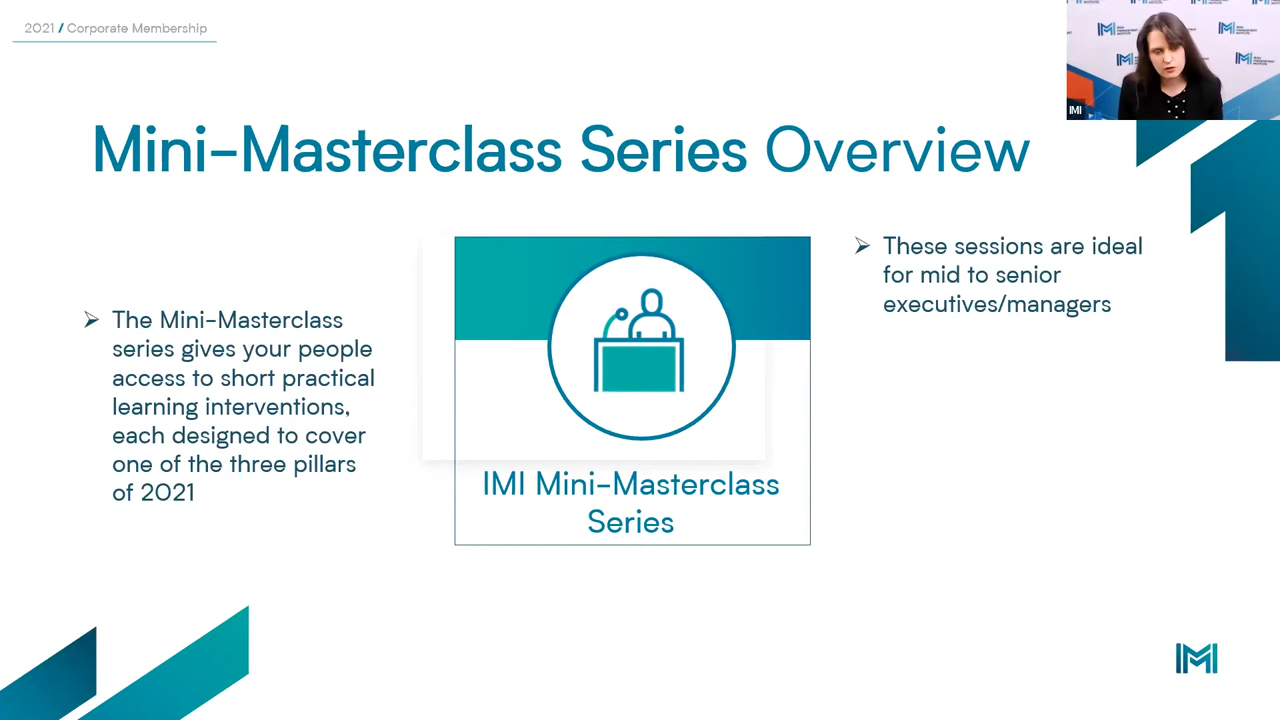 2021 / Corporate Membership
IMI
Mini-Masterclass Series Overview
➢ The Mini-Masterclass
series gives your people
access to short practical
learning interventions,
each designed to cover
one of the three pillars
of 2021
IMI Mini-Masterclass
Series
➢ These sessions are ideal
for mid to senior
executives/managers
IMI